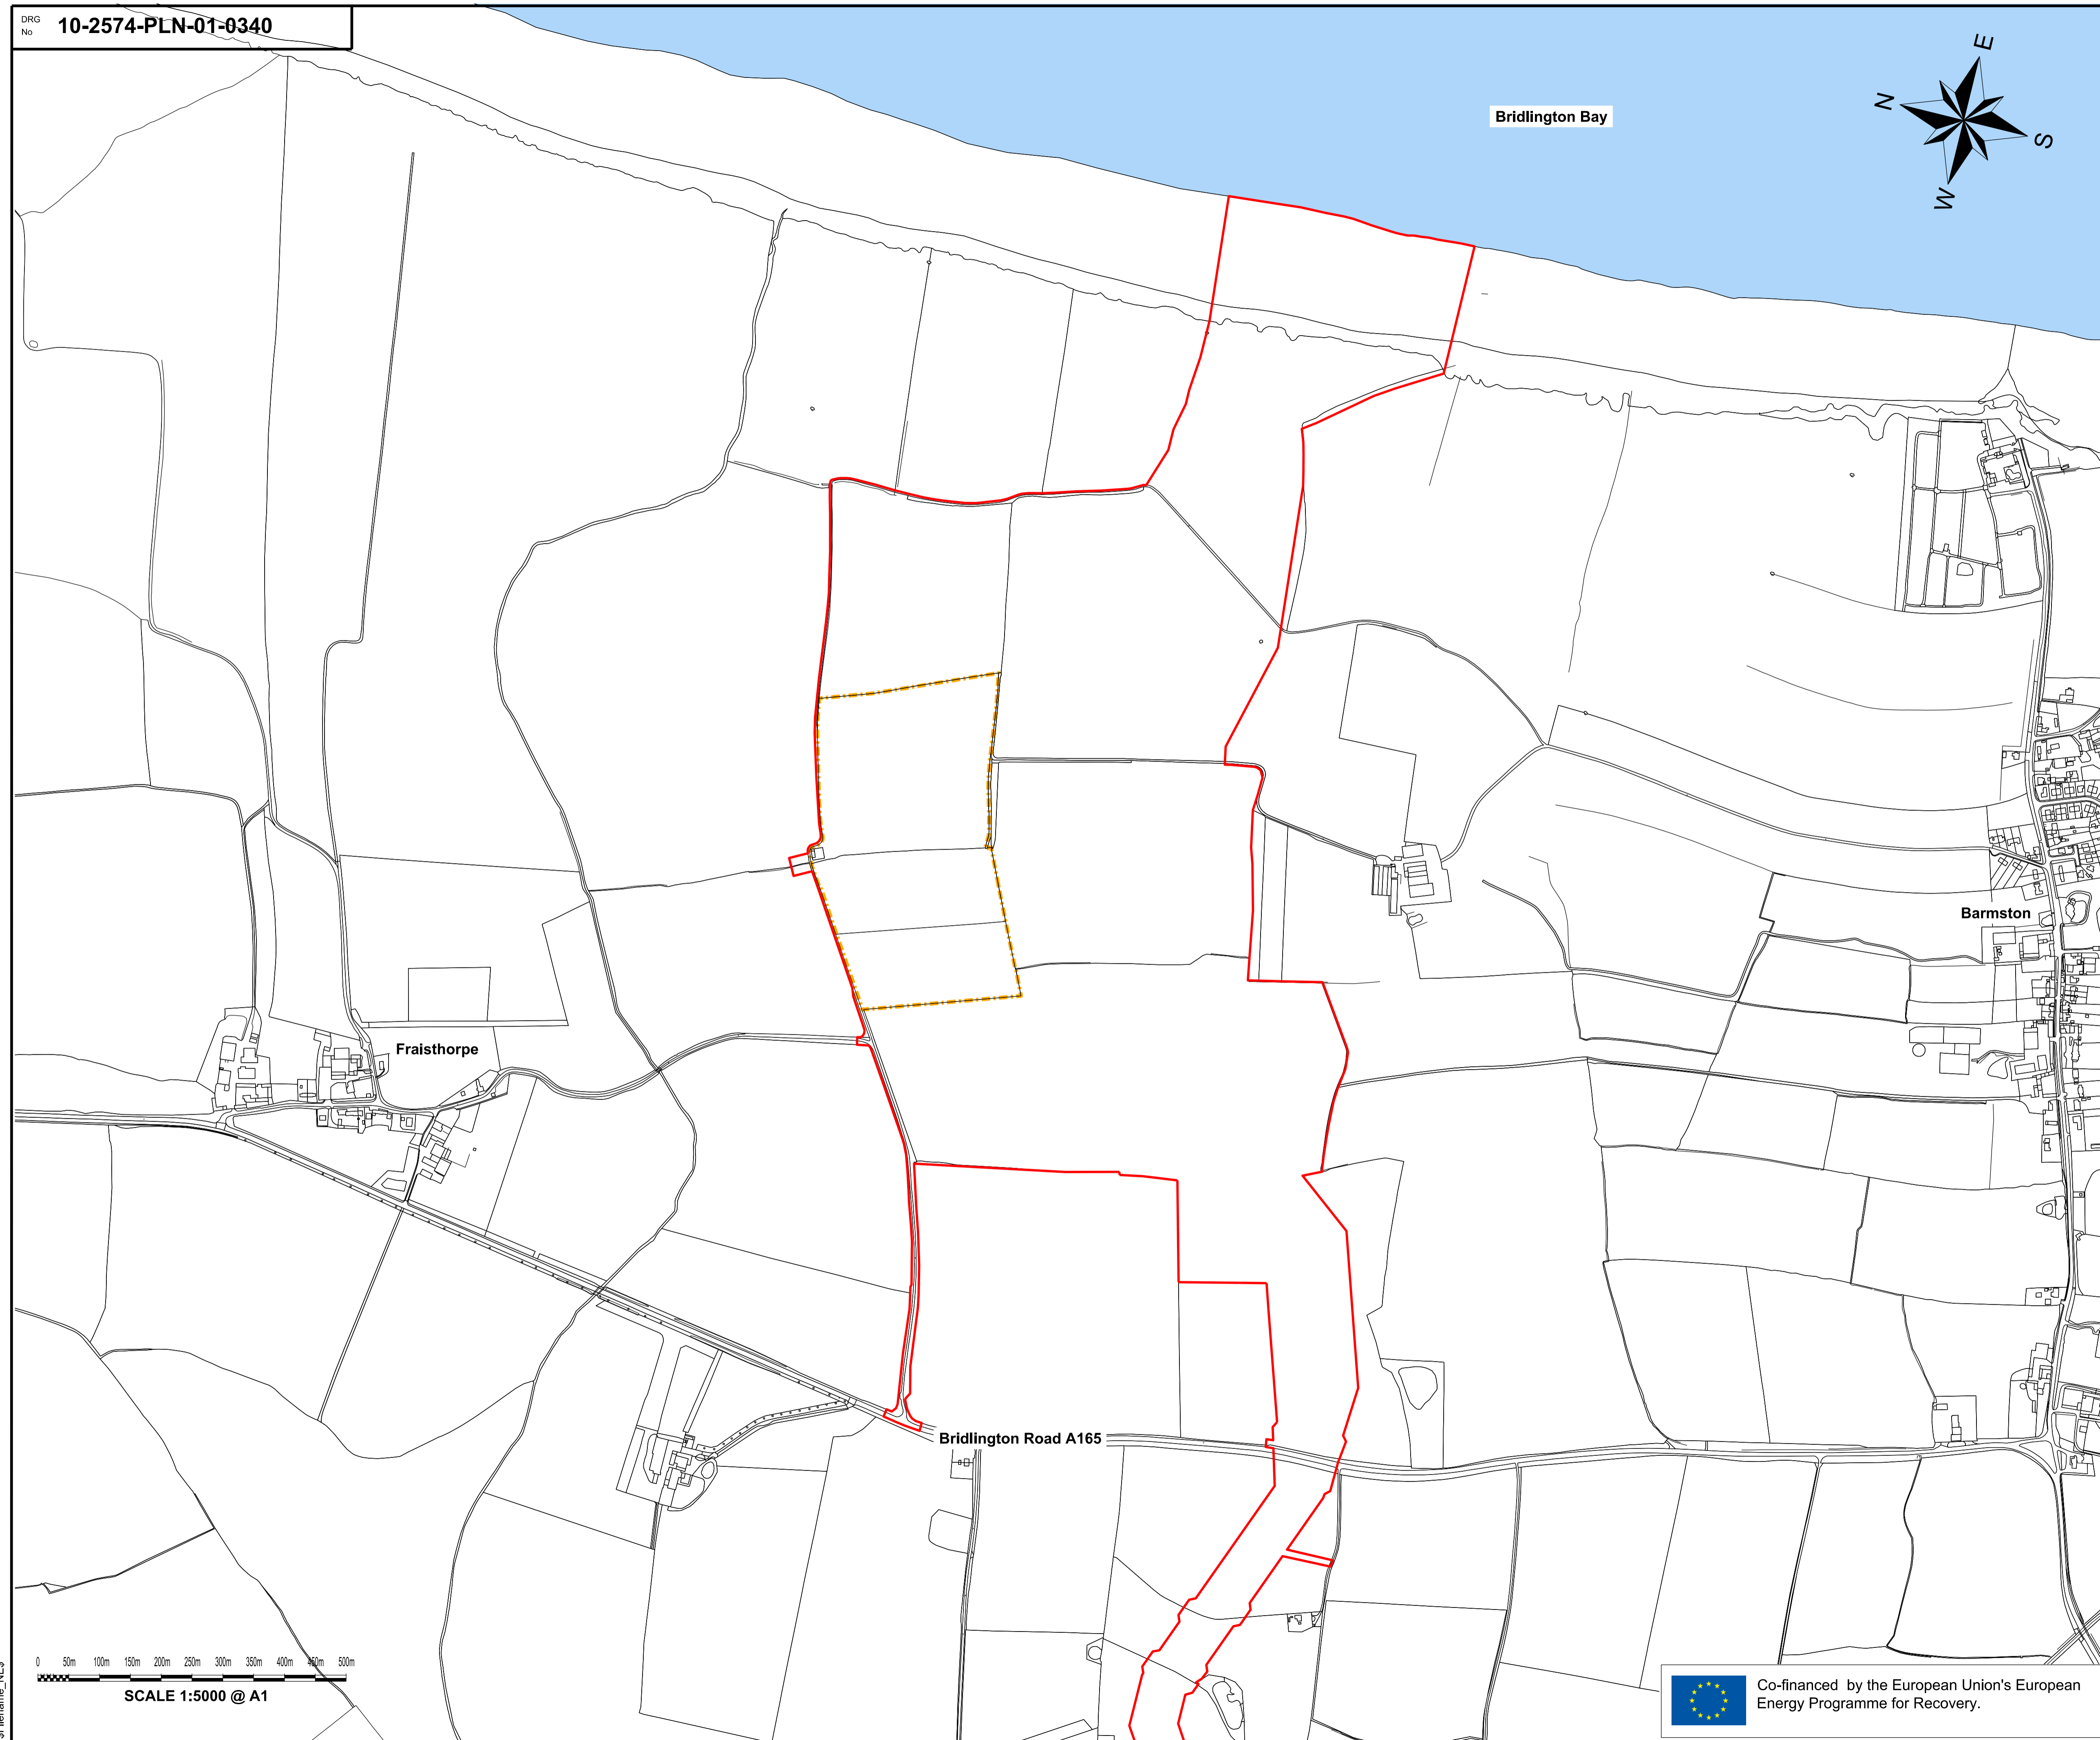 DRG
No
10-2574-PLN-01-0340
Bridlington Bay
E
N
S
W
Barmston
Fraisthorpe
Bridlington Road A165
0 50m 100m 150m 200m 250m 300m 350m 400m 450m 500m
SCALE 1:5000 @ A1
Co-financed by the European Union's European
Energy Programme for Recovery.